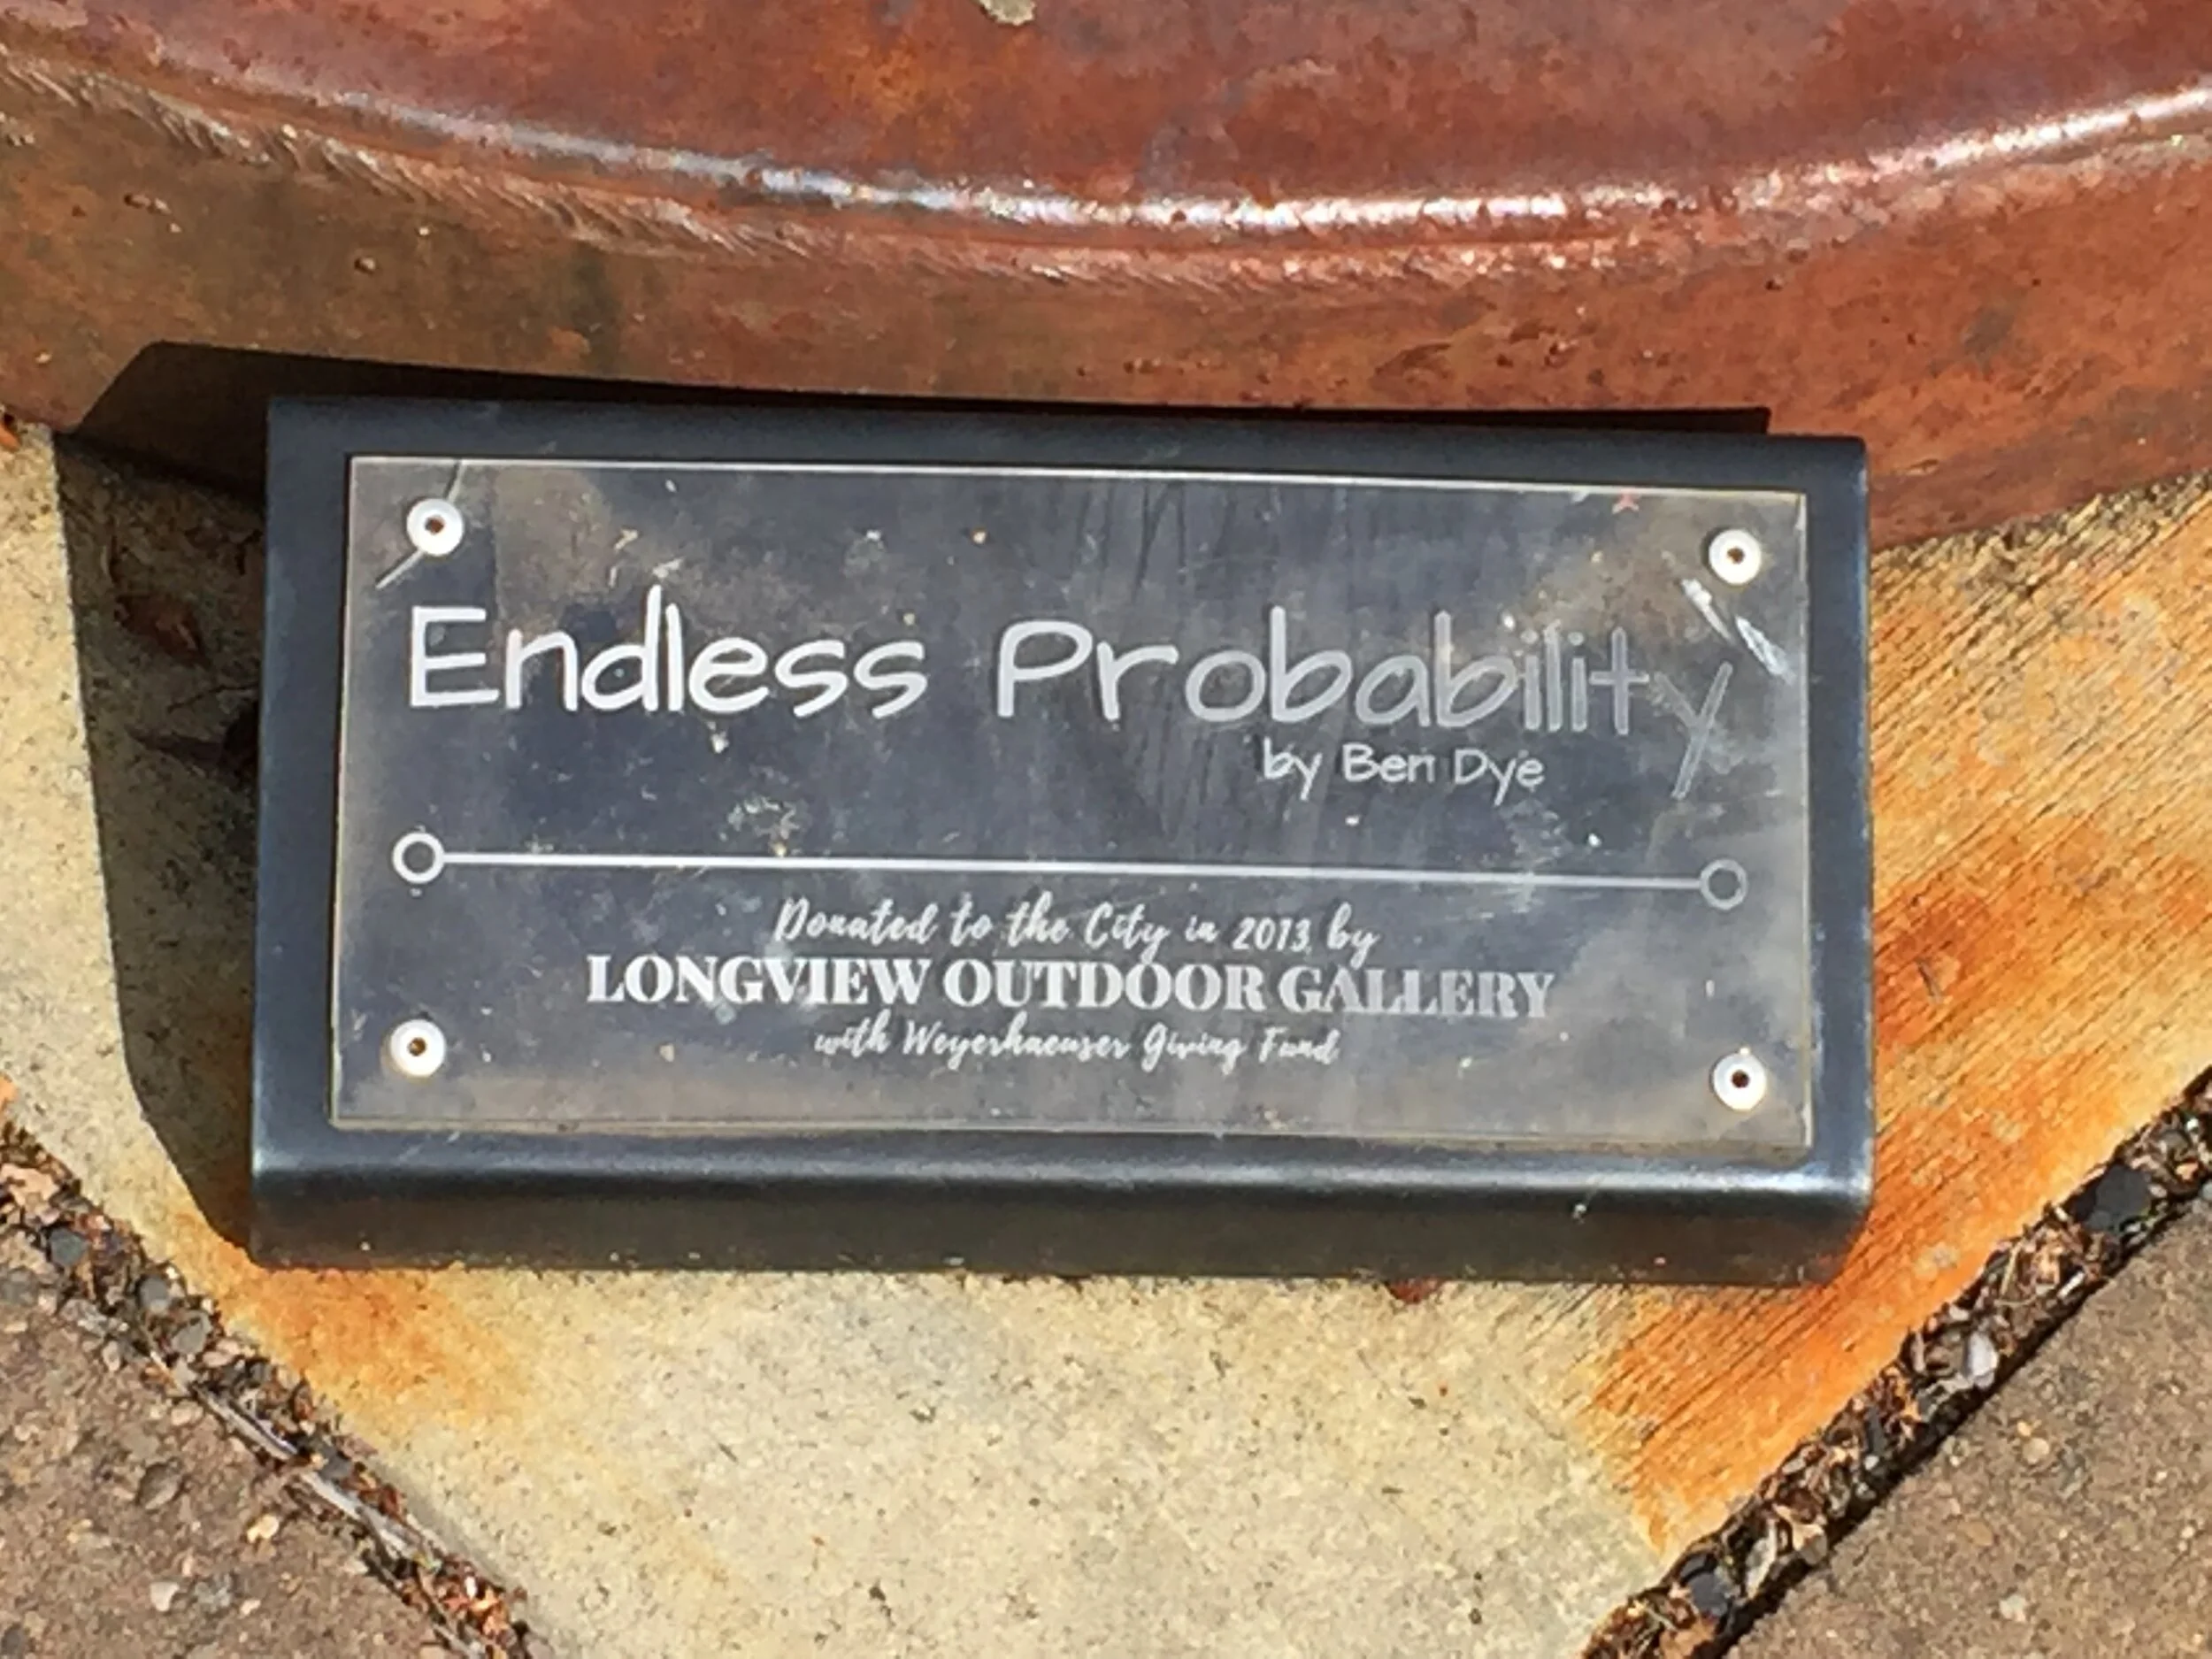 Endless Probability
by Ben Dye
Donated to the City in 2013 by
LONGVIEW OUTDOOR GALLERY
with Weyerhaeuser Giving Fund